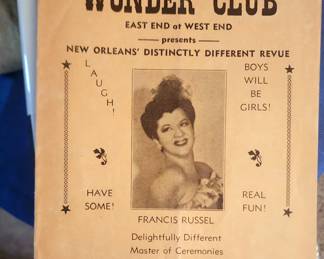 WONDER CLUB
EAST END at WEST END
presents
NEW ORLEANS' DISTINCTLY DIFFERENT REVUE
LAUGH!
BOYS
WILL
BE
GIRLS!
HAVE
SOME!
REAL
FUN!
FRANCIS RUSSEL
Delightfully Different
Master of Ceremonies